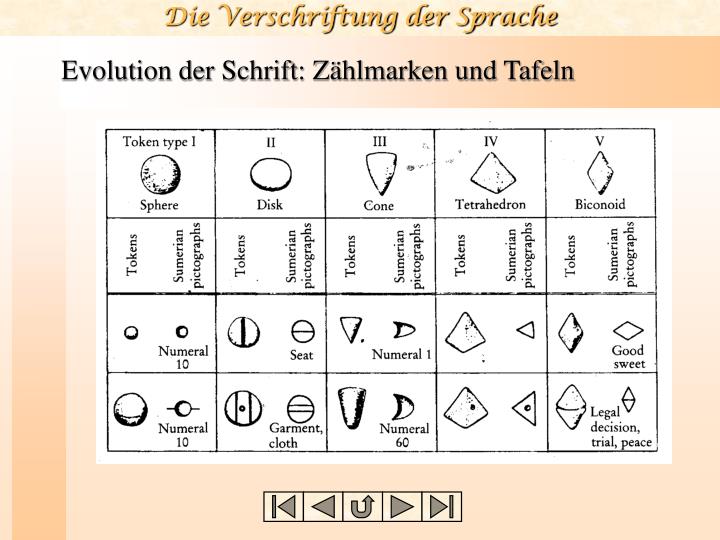 Die Verschriftung der Sprache
Evolution der Schrift: Zählmarken und Tafeln
Token type I
II
III
IV
V
Sphere
Disk
Cone
Tetrahedron
Biconoid
Tokens
Sumerian
pictographs
Tokens
Sumerian
pictographs
Tokens
Sumerian
pictographs
Tokens
Sumerian
pictographs
Tokens
Sumerian
pictographs
Numeral
10
Seat
Numeral 1
Good
sweet
Numeral
10
Garment,
cloth
Numeral
60
Legal
decision,
trial, peace